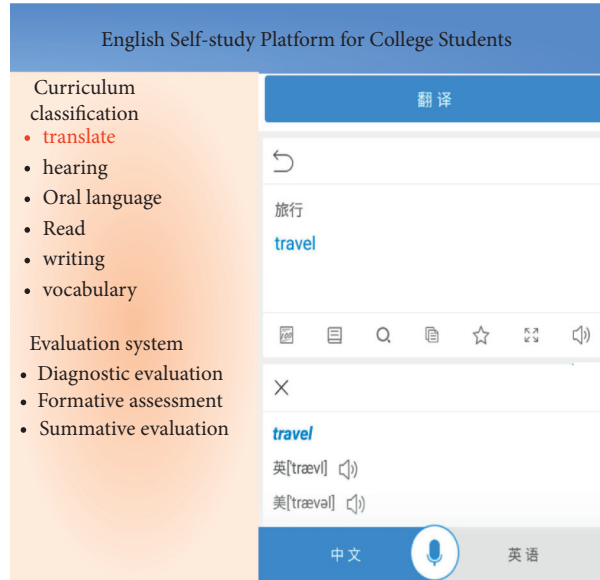 English Self-study Platform for College Students
Curriculum
classification
• translate
• hearing
• Oral language
• Read
• writing
• vocabulary
Evaluation system
• Diagnostic evaluation
• Formative assessment
• Summative evaluation
翻译
旅行
travel
travel
英['trævl]
美['trævəl]
中文
英语